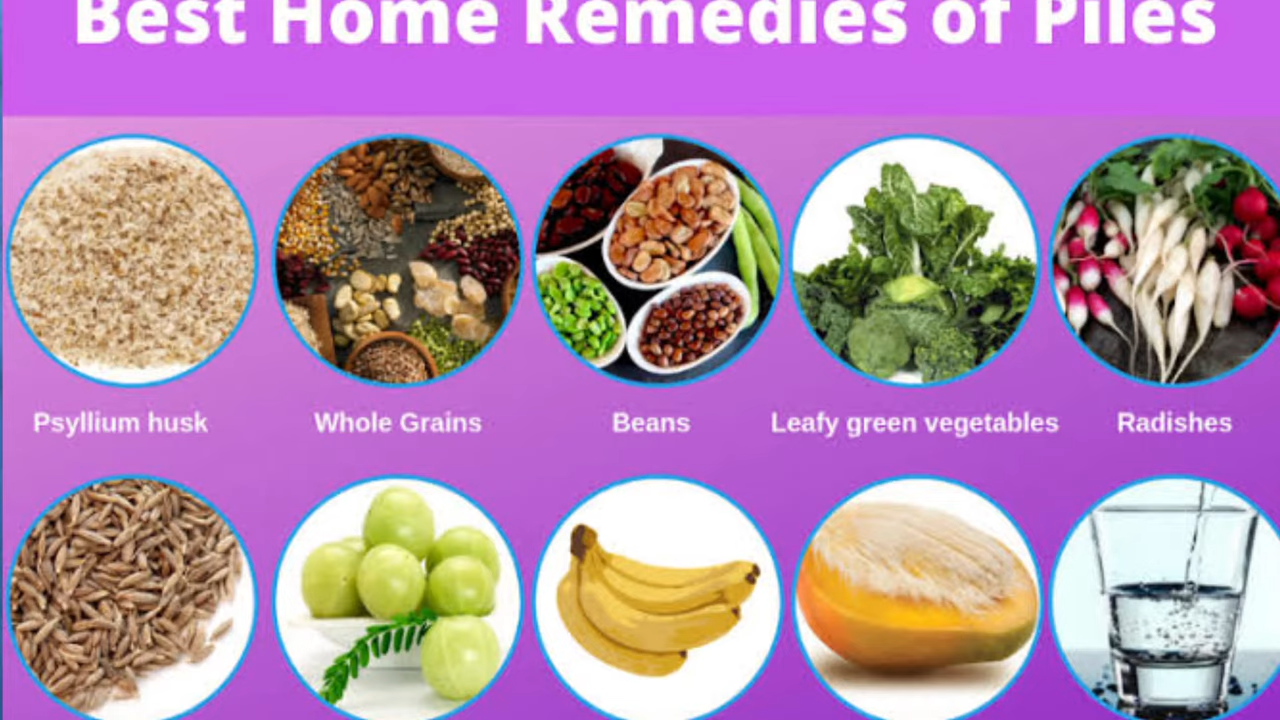 Best Home Remedies of Piles
Psyllium husk
Whole Grains
Beans
Leafy green vegetables
Radishes